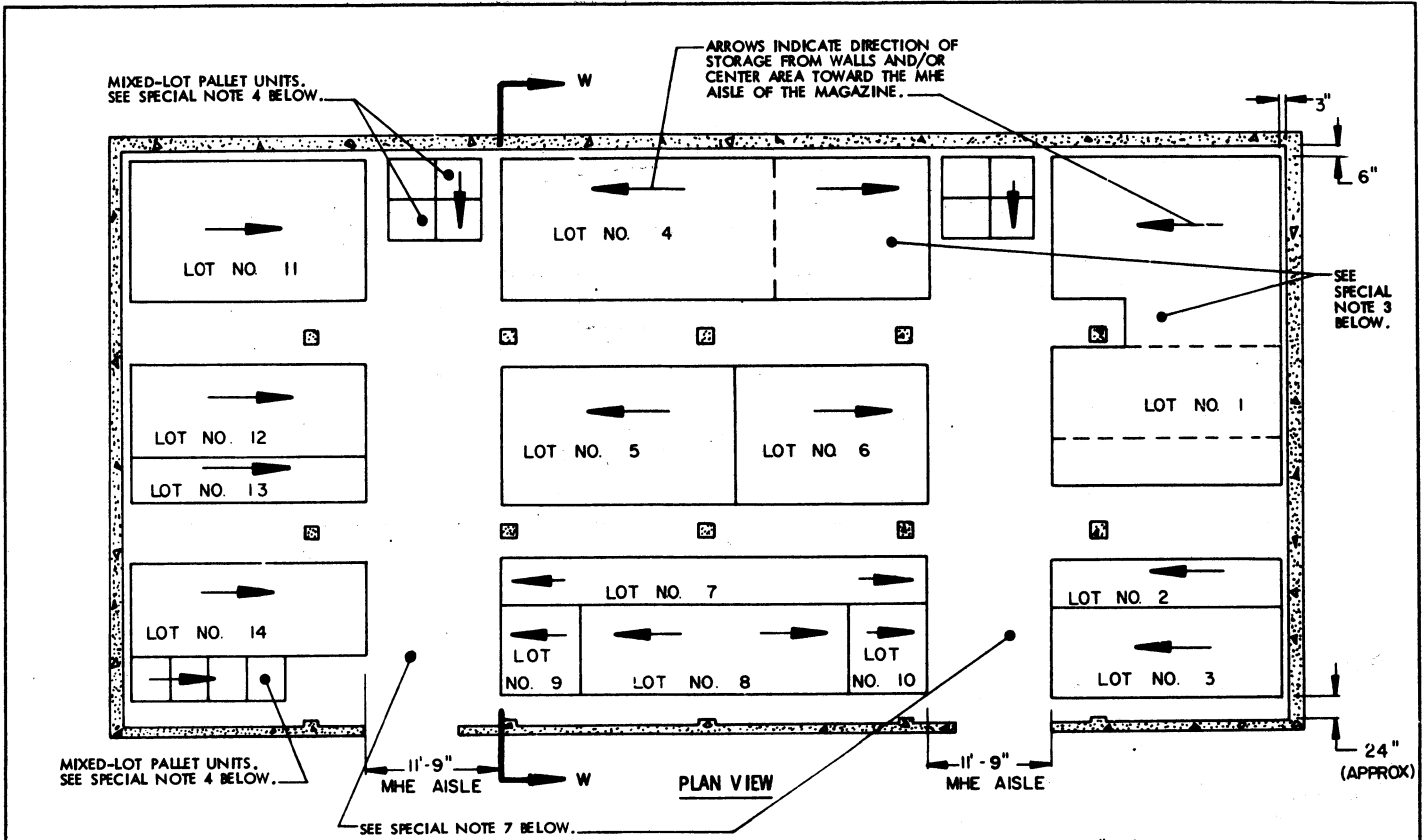 ARROWS INDICATE DIRECTION OF
STORAGE FROM WALLS AND/OR
CENTER AREA TOWARD THE MHE
AISLE OF THE MAGAZINE.
MIXED-LOT PALLET UNITS.
SEE SPECIAL NOTE 4 BELOW.
W
3"
6"
LOT NO. 11
LOT NO. 4
SEE
SPECIAL
NOTE 3
BELOW.
LOT NO. 12
LOT NO. 13
LOT NO. 5
LOT NO. 6
LOT NO. 1
LOT NO. 14
LOT NO. 7
LOT
NO. 9
LOT NO. 8
LOT
NO. 10
LOT NO. 2
LOT NO. 3
MIXED-LOT PALLET UNITS.
SEE SPECIAL NOTE 4 BELOW.
11'-9"
MHE AISLE
W
PLAN VIEW
11'-9"
MHE AISLE
24"
(APPROX)
SEE SPECIAL NOTE 7 BELOW.